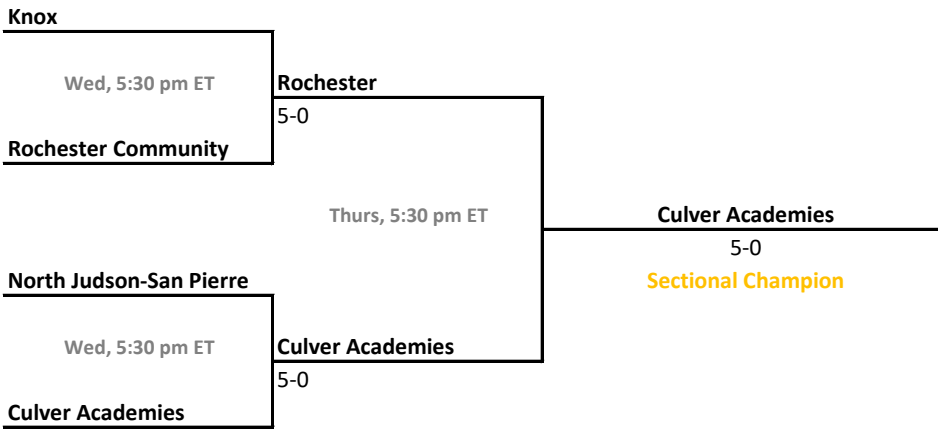 Knox
Wed, 5:30 pm ET
Rochester
5-0
Rochester Community
Thurs, 5:30 pm ET
Culver Academies
5-0
Sectional Champion
North Judson-San Pierre
Wed, 5:30 pm ET
Culver Academies
5-0
Culver Academies